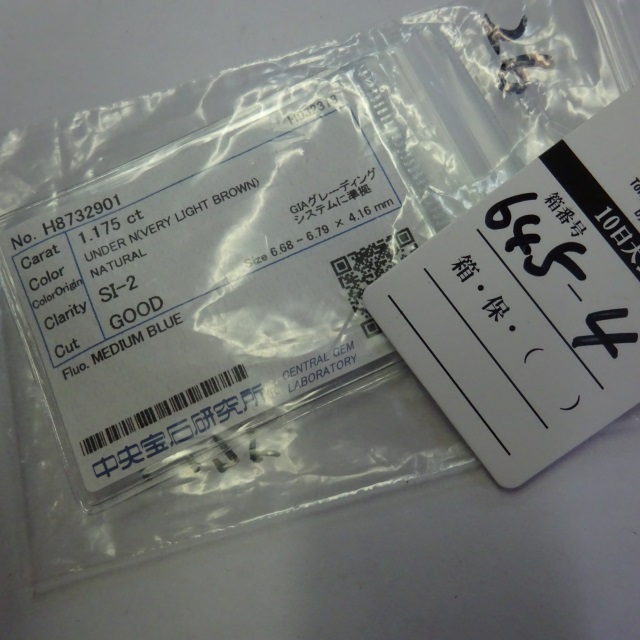 No H8732901
Carat 1.175 ct
Color UNDER N(VERY LIGHT BROWN)
ColorOrigin NATURAL
Clarity SI-2
Cut GOOD
Size 6.68 - 6.79 × 4.16 mm
GIAグレーディング
システムに準拠
Fluo. MEDIUM BLUE
中央宝石研究所
CENTRAL GEM
LABORATORY
10日大
箱番号
645-4
箱・保・(  )